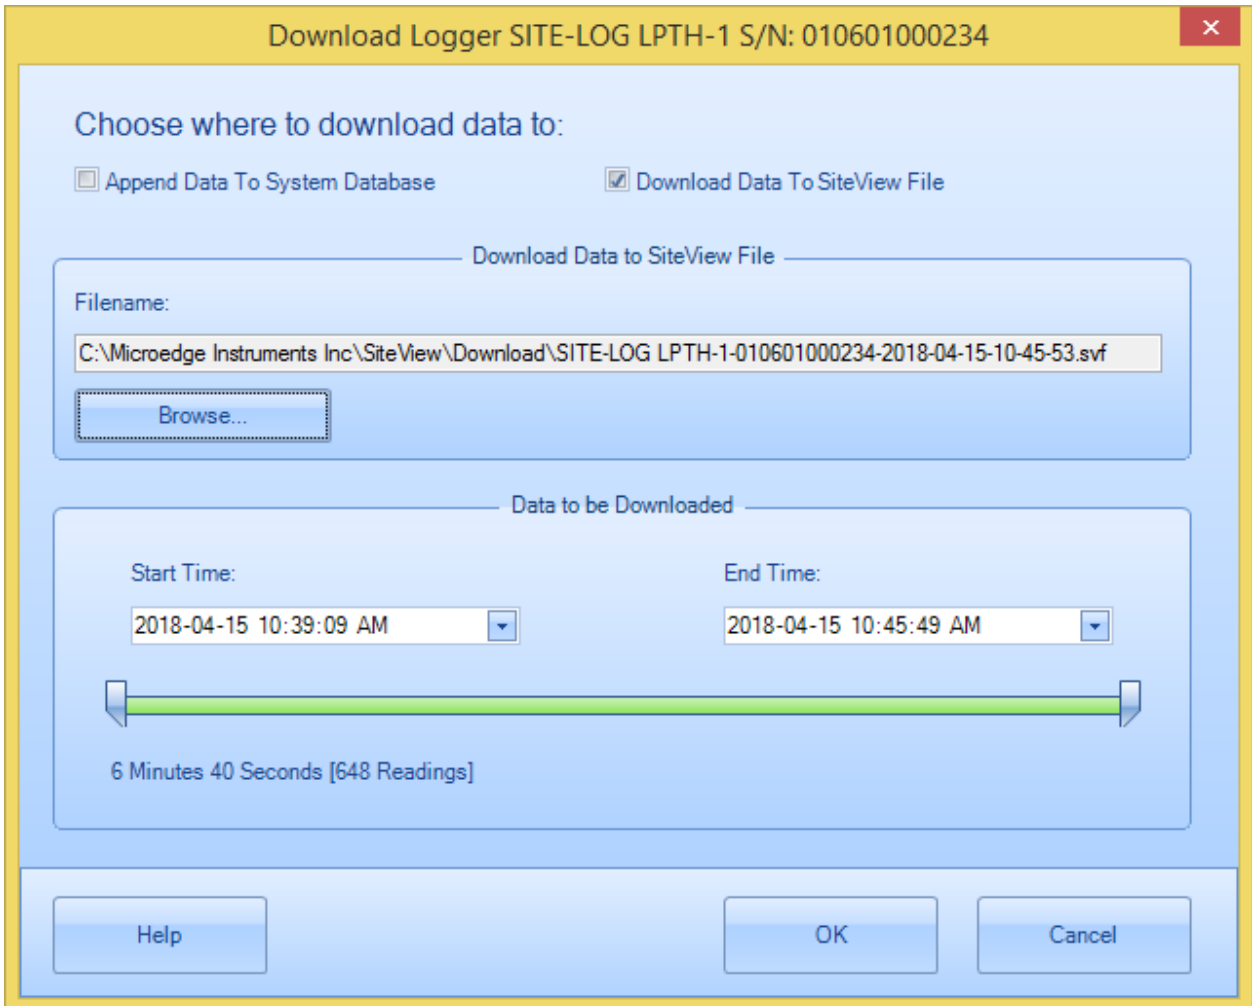 Download Logger SITE-LOG LPTH-1 S/N: 010601000234
Choose where to download data to:
Append Data To System Database
Download Data To SiteView File
Download Data to SiteView File
Filename:
C:\Microedge Instruments Inc\SiteView\Download\SITE-LOG LPTH-1-010601000234-2018-04-15-10-45-53.svf
Browse...
Data to be Downloaded
Start Time:
End Time:
2018-04-15 10:39:09 AM
2018-04-15 10:45:49 AM
6 Minutes 40 Seconds [648 Readings]
Help
OK
Cancel